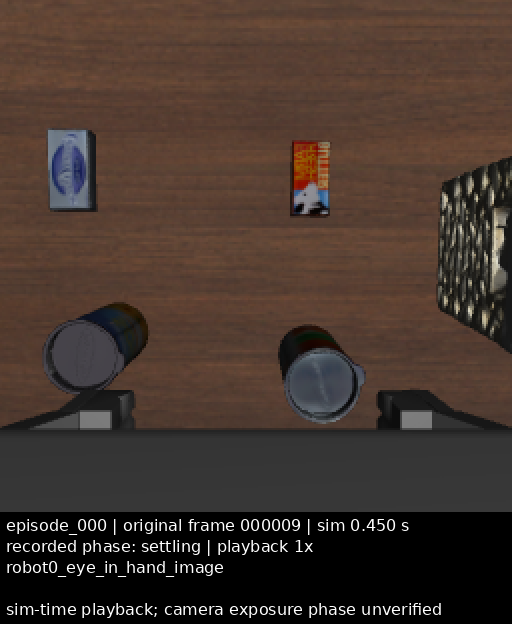 BUTTER
episode_000 | original frame 000009 | sim 0.450 s
recorded phase: settling | playback 1x
robot0_eye_in_hand_image
sim-time playback; camera exposure phase unverified